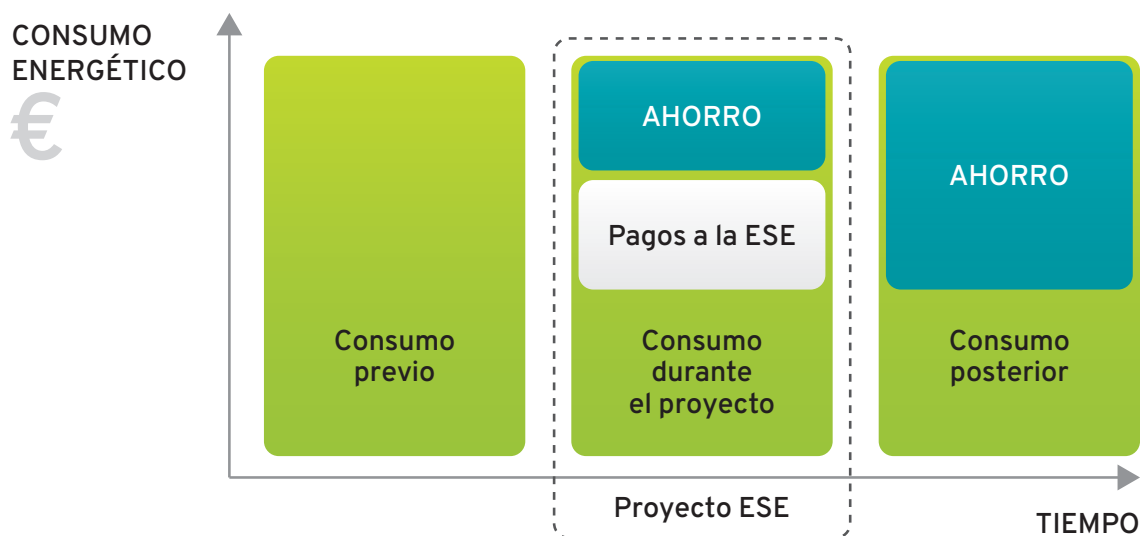 CONSUMO
ENERGÉTICO
€
AHORRO
Pagos a la ESE
AHORRO
Consumo
previo
Consumo
durante
el proyecto
Consumo
posterior
Proyecto ESE
TIEMPO